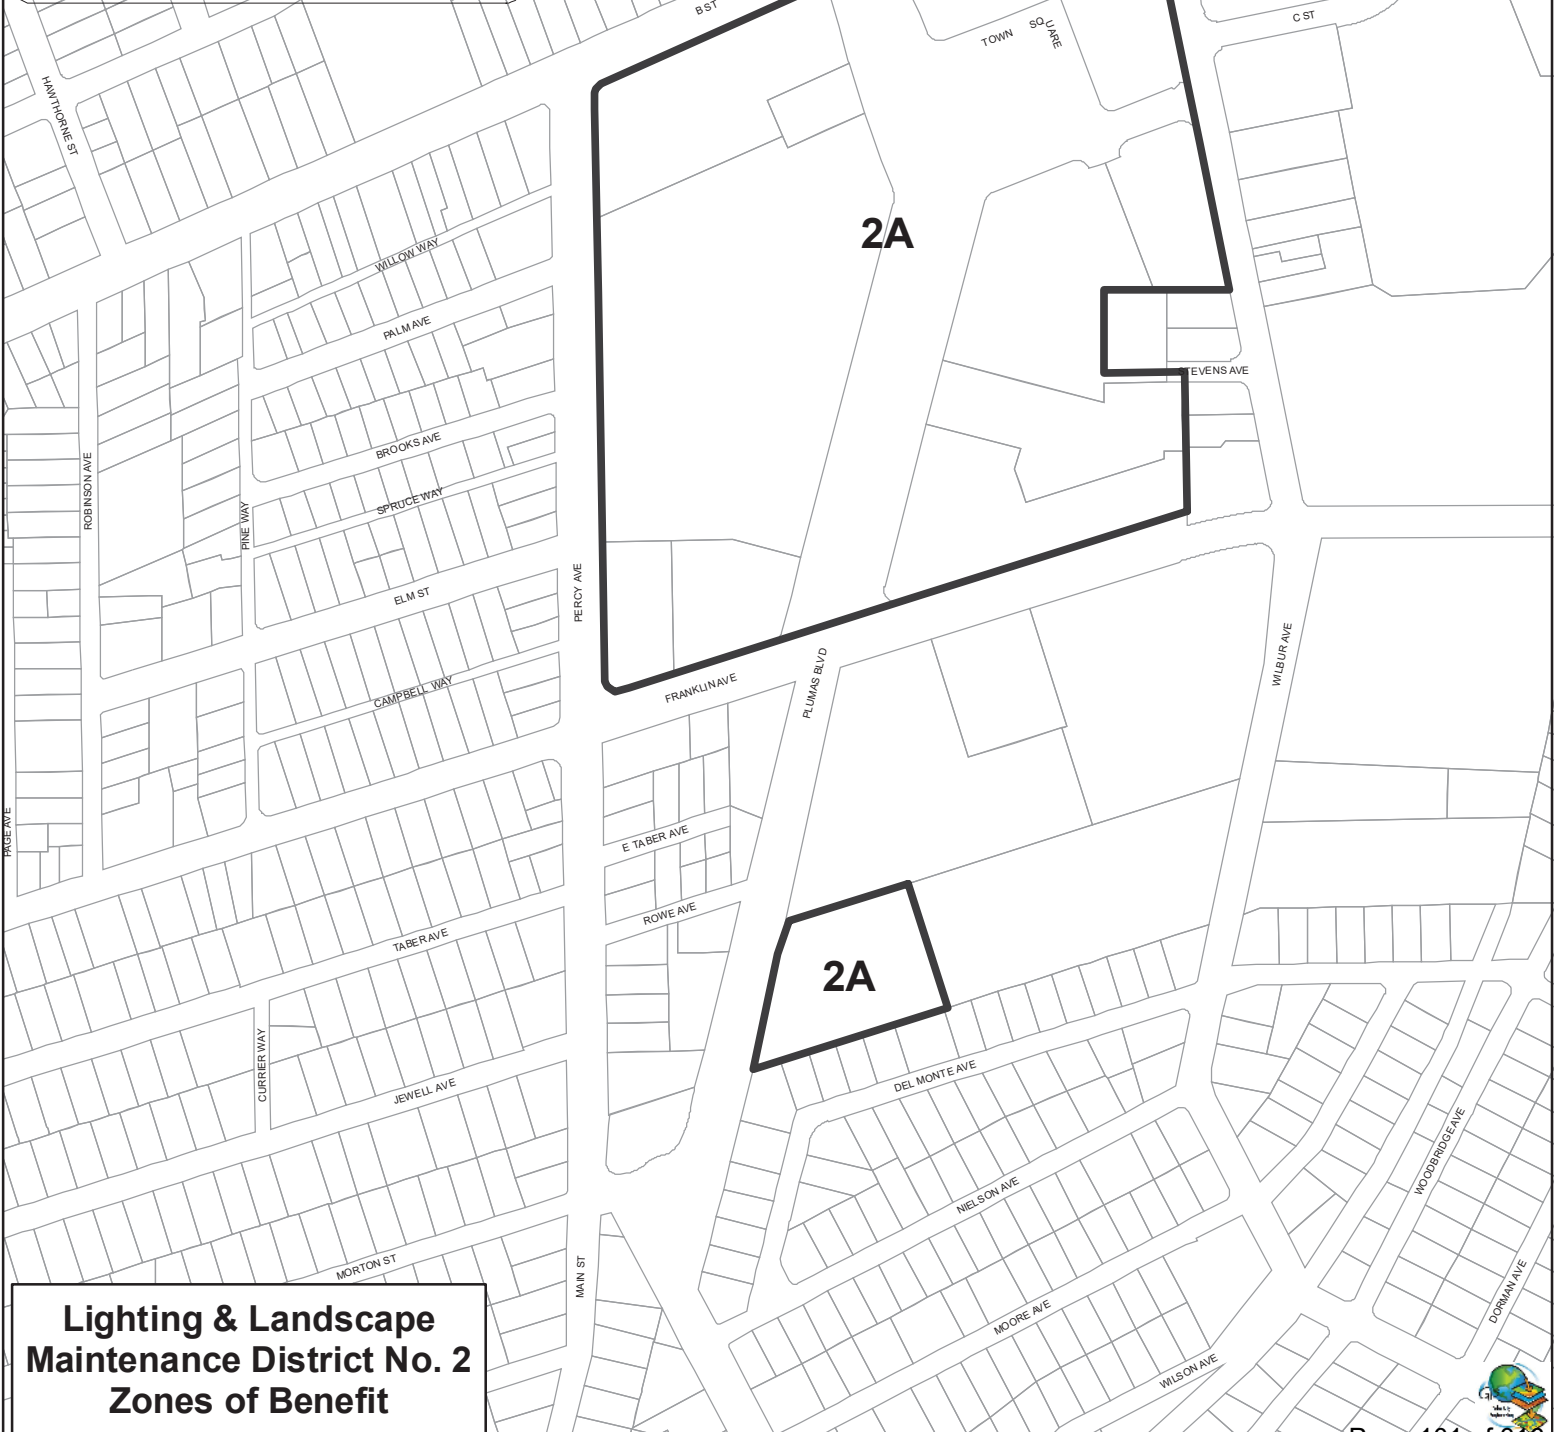 B ST
TOWN SQUARE
C ST
HAWTHORNE ST
2A
WILLOW WAY
PALM AVE
STEVENS AVE
BROOKS AVE
ROBINSON AVE
SPRUCE WAY
PINE WAY
ELM ST
PERCY AVE
FRANKLIN AVE
PLUMAS BLVD
WILBUR AVE
CAMPBELL WAY
PAGE AVE
E TABER AVE
ROWE AVE
TABER AVE
2A
CURRIER WAY
JEWELL AVE
DEL MONTE AVE
WOODBRIDGE AVE
NIELSON AVE
MORTON ST
MAIN ST
MOORE AVE
DORMAN AVE
WILSON AVE
Lighting & Landscape
Maintenance District No. 2
Zones of Benefit